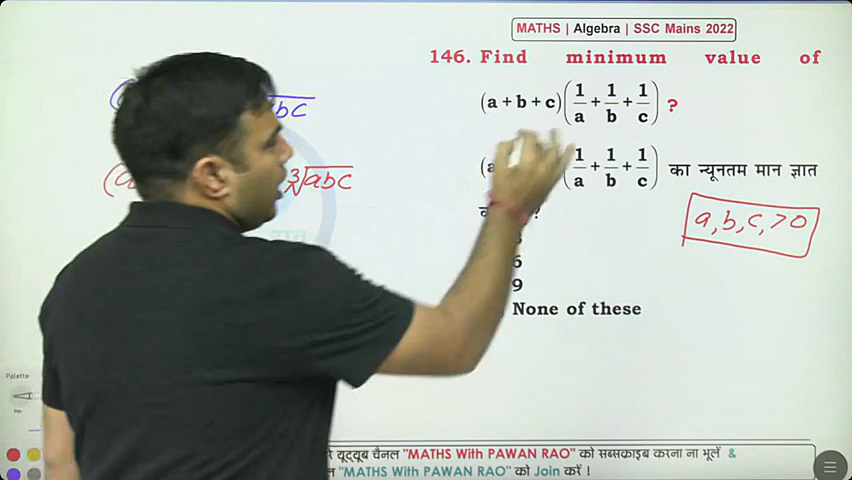 MATHS | Algebra | SSC Mains 2022
146. Find minimum value of
(a + b + c)(1/a + 1/b + 1/c) ?
(1/a + 1/b + 1/c) का न्यूनतम मान ज्ञात
?
a, b, c, > 0
6
9
None of these
abc
∛abc
Palette
Pen
यूट्यूब चैनल "MATHS With PAWAN RAO" को सब्सक्राइब करना ना भूलें &
"MATHS With PAWAN RAO" को Join करें !